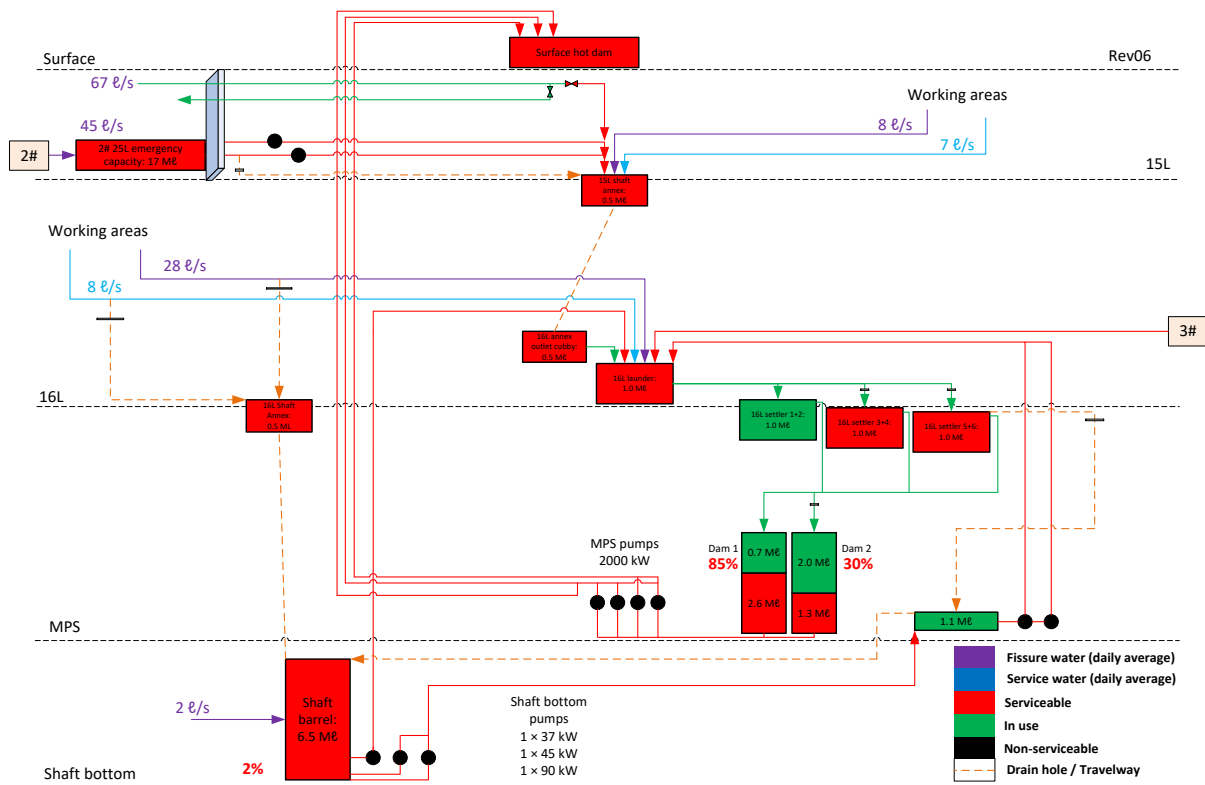 Surface hot dam
Surface
Rev06
67 ℓ/s
Working areas
45 ℓ/s
8 ℓ/s
2#
2# 25L emergency
capacity: 17 Mℓ
7 ℓ/s
15L
15L shaft
annex:
0.5 Mℓ
Working areas
28 ℓ/s
8 ℓ/s
16L annex
outlet cubby:
0.5 Mℓ
3#
16L launder:
1.0 Mℓ
16L
16L Shaft
Annex:
0.5 ML
16L settler 1+2:
1.0 Mℓ
16L settler 3+4:
1.0 Mℓ
16L settler 5+6:
1.0 Mℓ
MPS pumps
2000 kW
Dam 1
85%
0.7 Mℓ
2.6 Mℓ
2.0 Mℓ
1.3 Mℓ
Dam 2
30%
1.1 Mℓ
MPS
Shaft
barrel:
6.5 Mℓ
2 ℓ/s
2%
Shaft bottom
pumps
1 × 37 kW
1 × 45 kW
1 × 90 kW
Shaft bottom
Fissure water (daily average)
Service water (daily average)
Serviceable
In use
Non-serviceable
Drain hole / Travelway